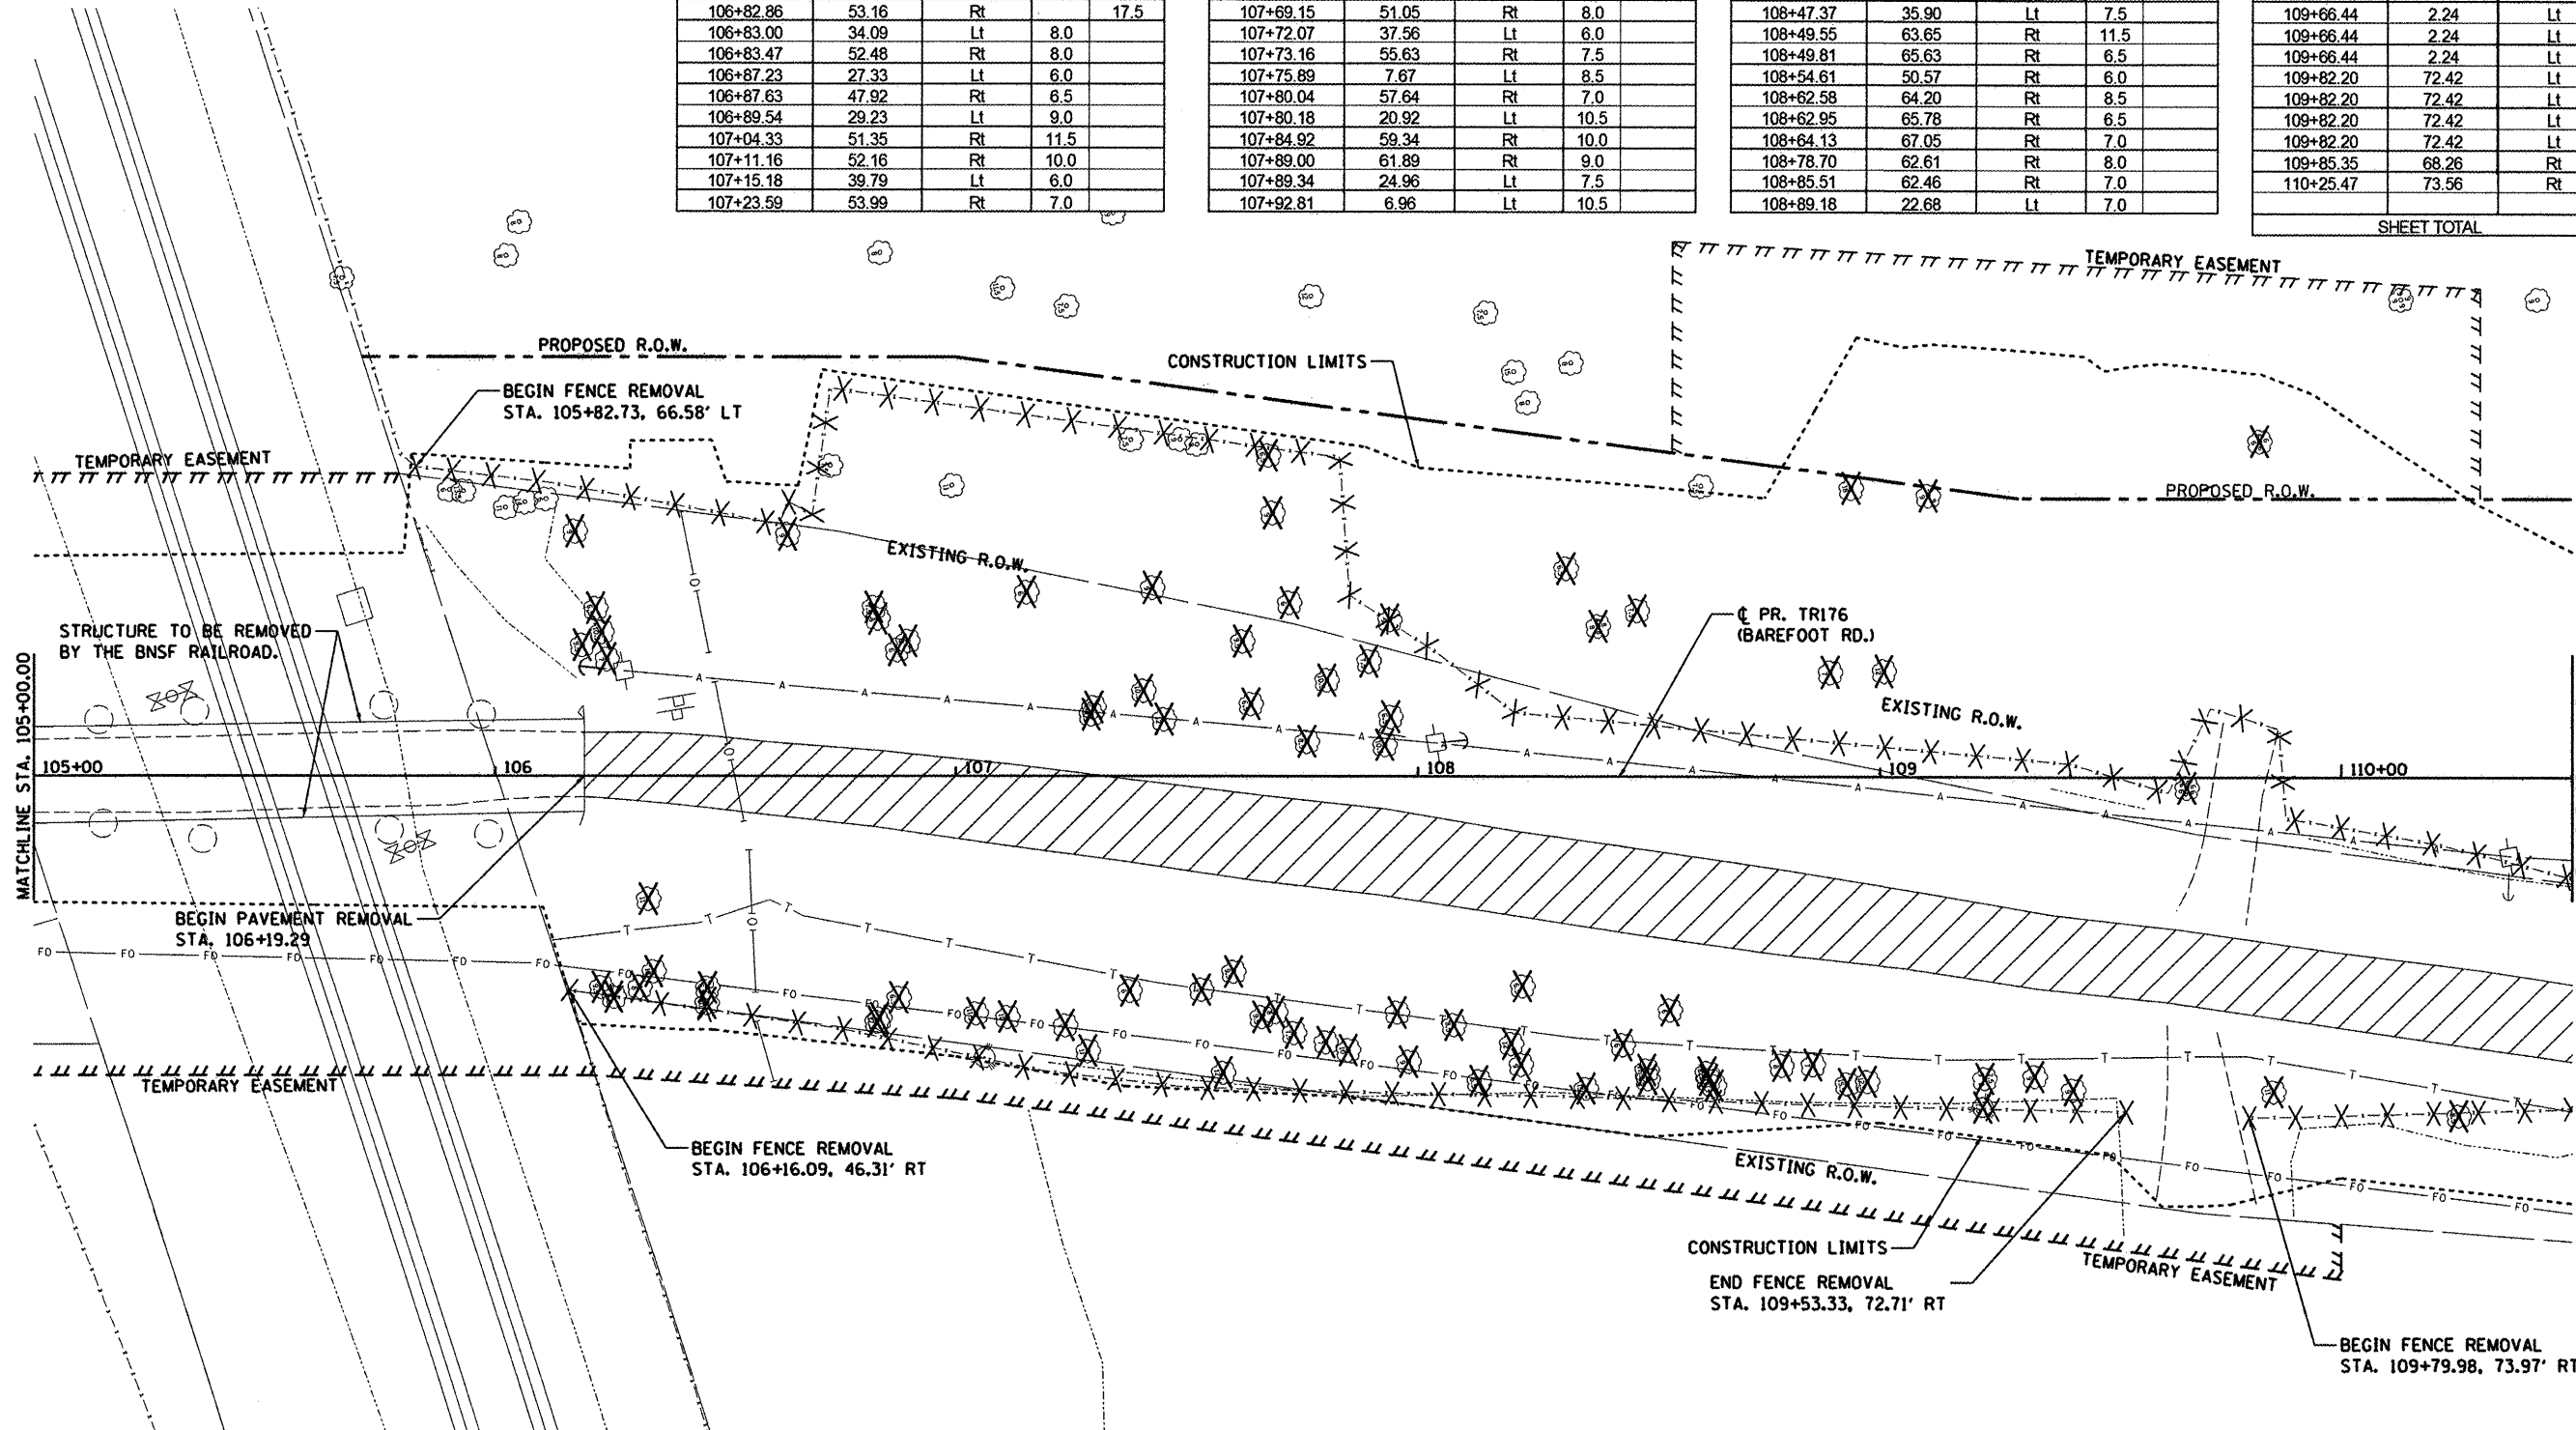 106+82.86 53.16 Rt 17.5
106+83.00 34.09 Lt 8.0
106+83.47 52.48 Rt 8.0
106+87.23 27.33 Lt 6.0
106+87.63 47.92 Rt 6.5
106+89.54 29.23 Lt 9.0
107+04.33 51.35 Rt 11.5
107+11.16 52.16 Rt 10.0
107+15.18 39.79 Lt 6.0
107+23.59 53.99 Rt 7.0
107+69.15 51.05 Rt 8.0
107+72.07 37.56 Lt 6.0
107+73.16 55.63 Rt 7.5
107+75.89 7.67 Lt 8.5
107+80.04 57.64 Rt 7.0
107+80.18 20.92 Lt 10.5
107+84.92 59.34 Rt 10.0
107+89.00 61.89 Rt 9.0
107+89.34 24.96 Lt 7.5
107+92.81 6.96 Lt 10.5
108+47.37 35.90 Lt 7.5
108+49.55 63.65 Rt 11.5
108+49.81 65.63 Rt 6.5
108+54.61 50.57 Rt 6.0
108+62.58 64.20 Rt 8.5
108+62.95 65.78 Rt 6.5
108+64.13 67.05 Rt 7.0
108+78.70 62.61 Rt 8.0
108+85.51 62.46 Rt 7.0
108+89.18 22.68 Lt 7.0
109+66.44 2.24 Lt
109+66.44 2.24 Lt
109+66.44 2.24 Lt
109+82.20 72.42 Lt
109+82.20 72.42 Lt
109+82.20 72.42 Lt
109+82.20 72.42 Lt
109+85.35 68.26 Rt
110+25.47 73.56 Rt
SHEET TOTAL
TEMPORARY EASEMENT
PROPOSED R.O.W.
CONSTRUCTION LIMITS
BEGIN FENCE REMOVAL
STA. 105+82.73, 66.58' LT
TEMPORARY EASEMENT
PROPOSED R.O.W.
EXISTING R.O.W.
STRUCTURE TO BE REMOVED
BY THE BNSF RAILROAD.
℄ PR. TR176
(BAREFOOT RD.)
EXISTING R.O.W.
MATCHLINE STA. 105+00.00
105+00
106
107
108
109
110+00
BEGIN PAVEMENT REMOVAL
STA. 106+19.29
TEMPORARY EASEMENT
BEGIN FENCE REMOVAL
STA. 106+16.09, 46.31' RT
EXISTING R.O.W.
CONSTRUCTION LIMITS
TEMPORARY EASEMENT
END FENCE REMOVAL
STA. 109+53.33, 72.71' RT
BEGIN FENCE REMOVAL
STA. 109+79.98, 73.97' RT